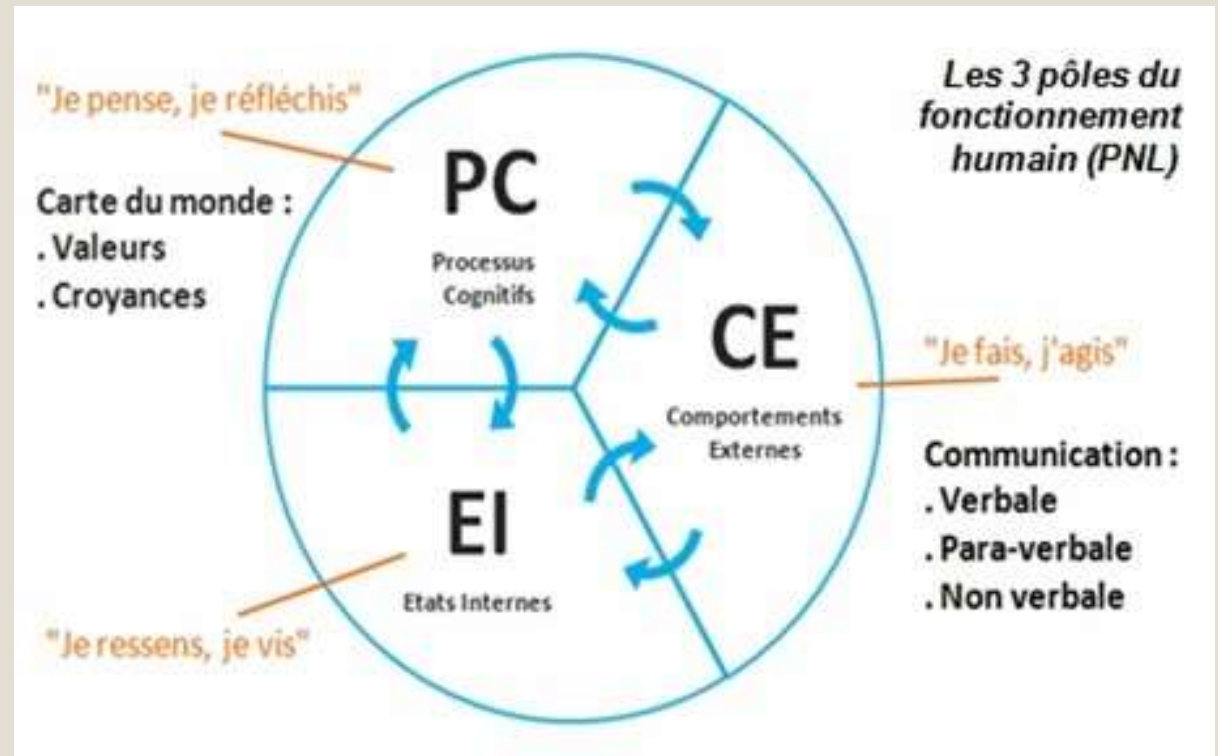 Les 3 pôles du
fonctionnement
humain (PNL)
"Je pense, je réfléchis"
PC
Processus
Cognitifs
Carte du monde :
. Valeurs
. Croyances
CE
Comportements
Externes
"Je fais, j'agis"
Communication :
. Verbale
. Para-verbale
. Non verbale
EI
Etats Internes
"Je ressens, je vis"